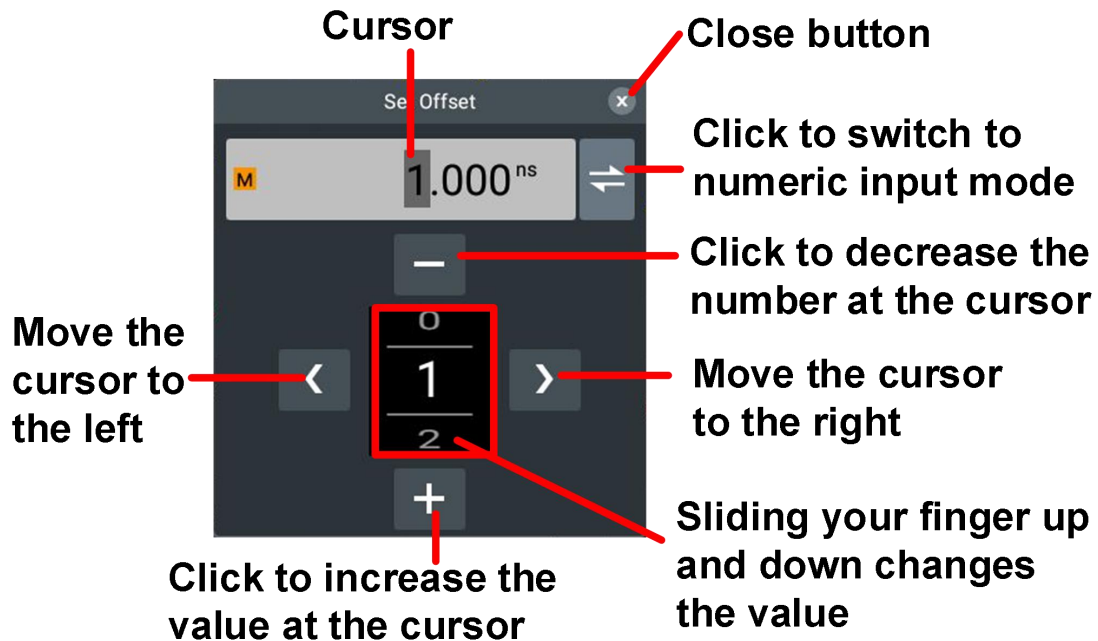 Cursor
Close button
Set Offset
x
M
1.000 ns
Click to switch to
numeric input mode
−
Click to decrease the
number at the cursor
0
1
2
Move the
cursor to
the left
❮
❯
Move the cursor
to the right
+
Sliding your finger up
and down changes
the value
Click to increase the
value at the cursor